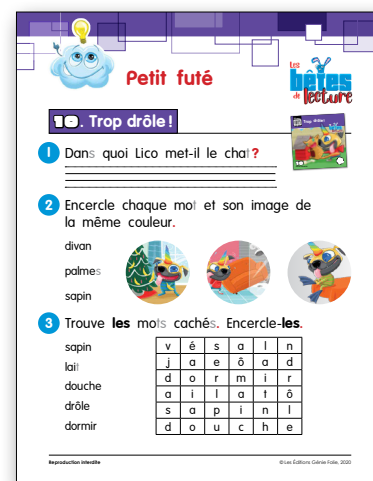 Petit futé
Les
bêtes
de lecture
10. Trop drôle !
Trop drôle!
10
1 Dans quoi Lico met-il le chat?
2 Encercle chaque mot et son image de
la même couleur.
divan
palmes
sapin
3 Trouve les mots cachés. Encercle-les.
sapin
lait
douche
drôle
dormir
v é s a l n
j a e ô a d
d o r m i r
a i l a t ô
s a p i n l
d o u c h e
Reproduction interdite
© Les Éditions Génie Folie, 2020